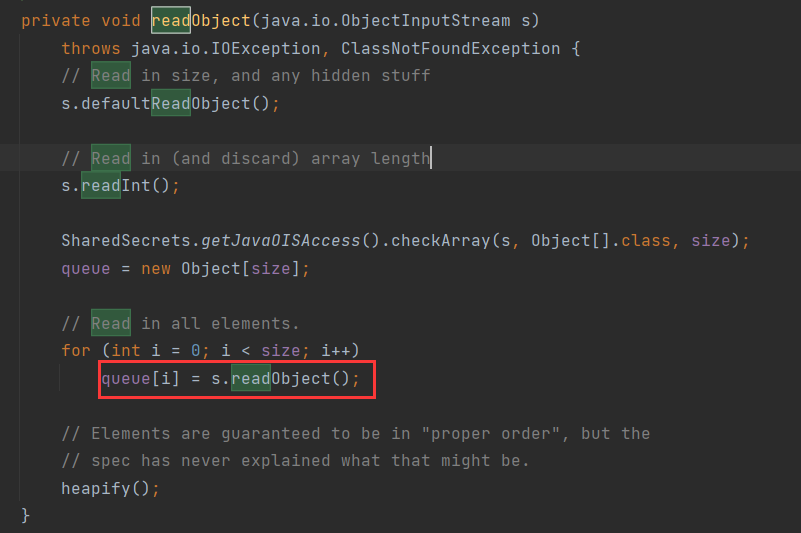 private void readObject(java.io.ObjectInputStream s)
throws java.io.IOException, ClassNotFoundException {
// Read in size, and any hidden stuff
s.defaultReadObject();
// Read in (and discard) array length
s.readInt();
SharedSecrets.getJavaOISAccess().checkArray(s, Object[].class, size);
queue = new Object[size];
// Read in all elements.
for (int i = 0; i < size; i++)
queue[i] = s.readObject();
// Elements are guaranteed to be in "proper order", but the
// spec has never explained what that might be.
heapify();
}